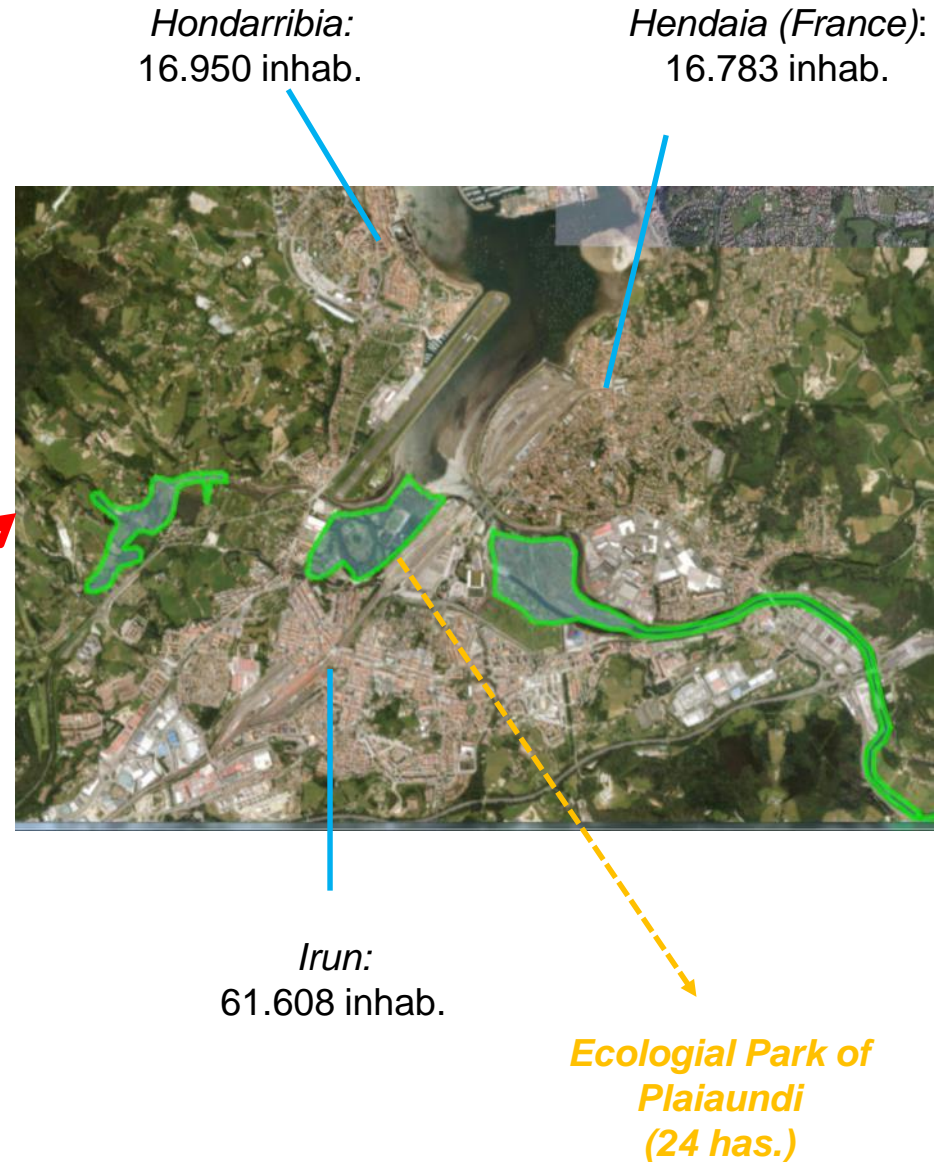 Hondarribia:
16.950 inhab.
Hendaia (France):
16.783 inhab.
Irun:
61.608 inhab.
Ecologial Park of
Plaiaundi
(24 has.)